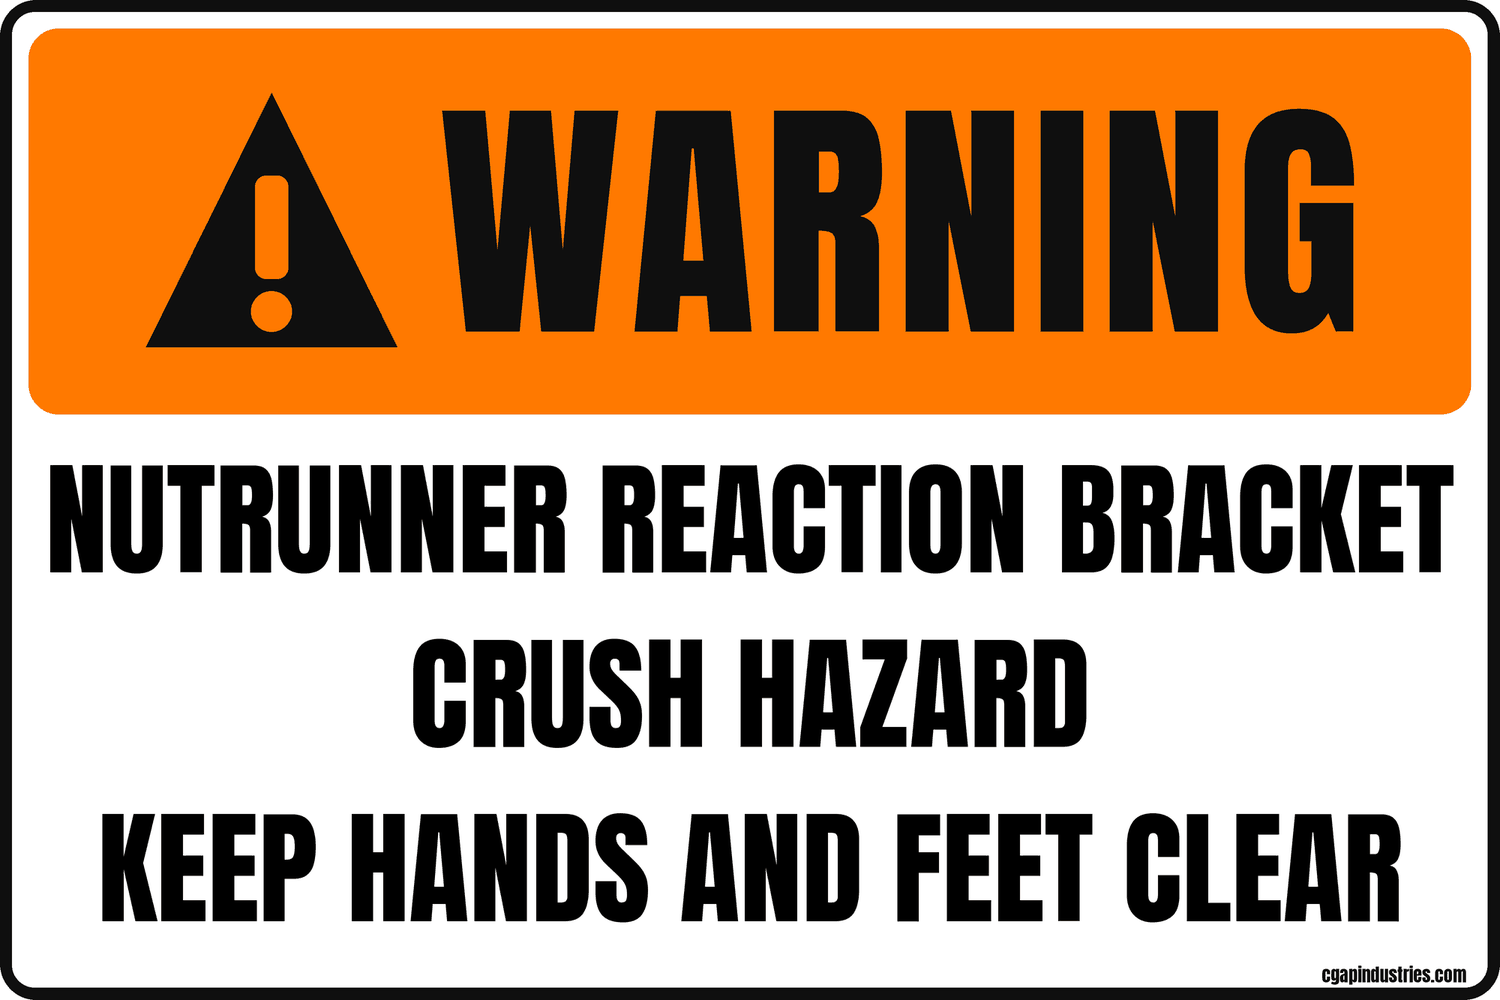 WARNING
NUTRUNNER REACTION BRACKET
CRUSH HAZARD
KEEP HANDS AND FEET CLEAR
cgapindustries.com